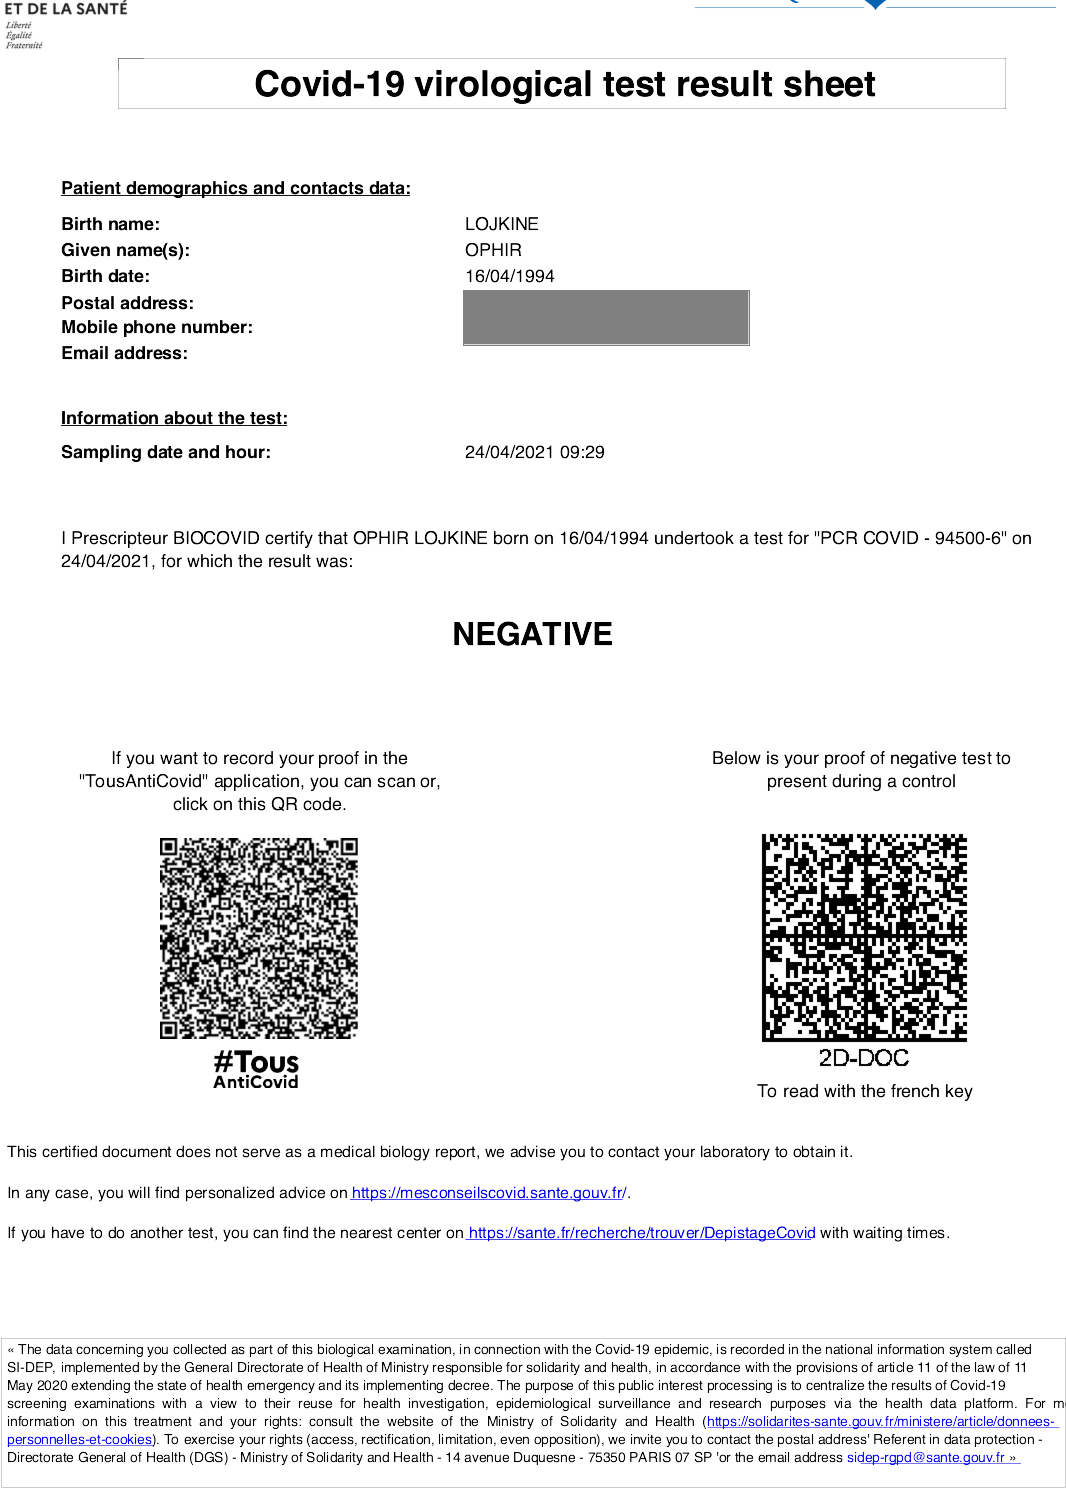 ET DE LA SANTÉ
Liberté
Égalité
Fraternité
Covid-19 virological test result sheet
Patient demographics and contacts data:
Birth name: LOJKINE
Given name(s): OPHIR
Birth date: 16/04/1994
Postal address:
Mobile phone number:
Email address:
Information about the test:
Sampling date and hour: 24/04/2021 09:29
I Prescripteur BIOCOVID certify that OPHIR LOJKINE born on 16/04/1994 undertook a test for "PCR COVID - 94500-6" on
24/04/2021, for which the result was:
NEGATIVE
If you want to record your proof in the
"TousAntiCovid" application, you can scan or,
click on this QR code.
Below is your proof of negative test to
present during a control
#Tous
AntiCovid
2D-DOC
To read with the french key
This certified document does not serve as a medical biology report, we advise you to contact your laboratory to obtain it.
In any case, you will find personalized advice on https://mesconseilscovid.sante.gouv.fr/.
If you have to do another test, you can find the nearest center on https://sante.fr/recherche/trouver/DepistageCovid with waiting times.
« The data concerning you collected as part of this biological examination, in connection with the Covid-19 epidemic, is recorded in the national information system called
SI-DEP, implemented by the General Directorate of Health of Ministry responsible for solidarity and health, in accordance with the provisions of article 11 of the law of 11
May 2020 extending the state of health emergency and its implementing decree. The purpose of this public interest processing is to centralize the results of Covid-19
screening examinations with a view to their reuse for health investigation, epidemiological surveillance and research purposes via the health data platform. For
information on this treatment and your rights: consult the website of the Ministry of Solidarity and Health (https://solidarites-sante.gouv.fr/ministere/article/donnees-
personnelles-et-cookies). To exercise your rights (access, rectification, limitation, even opposition), we invite you to contact the postal address' Referent in data protection -
Directorate General of Health (DGS) - Ministry of Solidarity and Health - 14 avenue Duquesne - 75350 PARIS 07 SP 'or the email address sidep-rgpd@sante.gouv.fr »